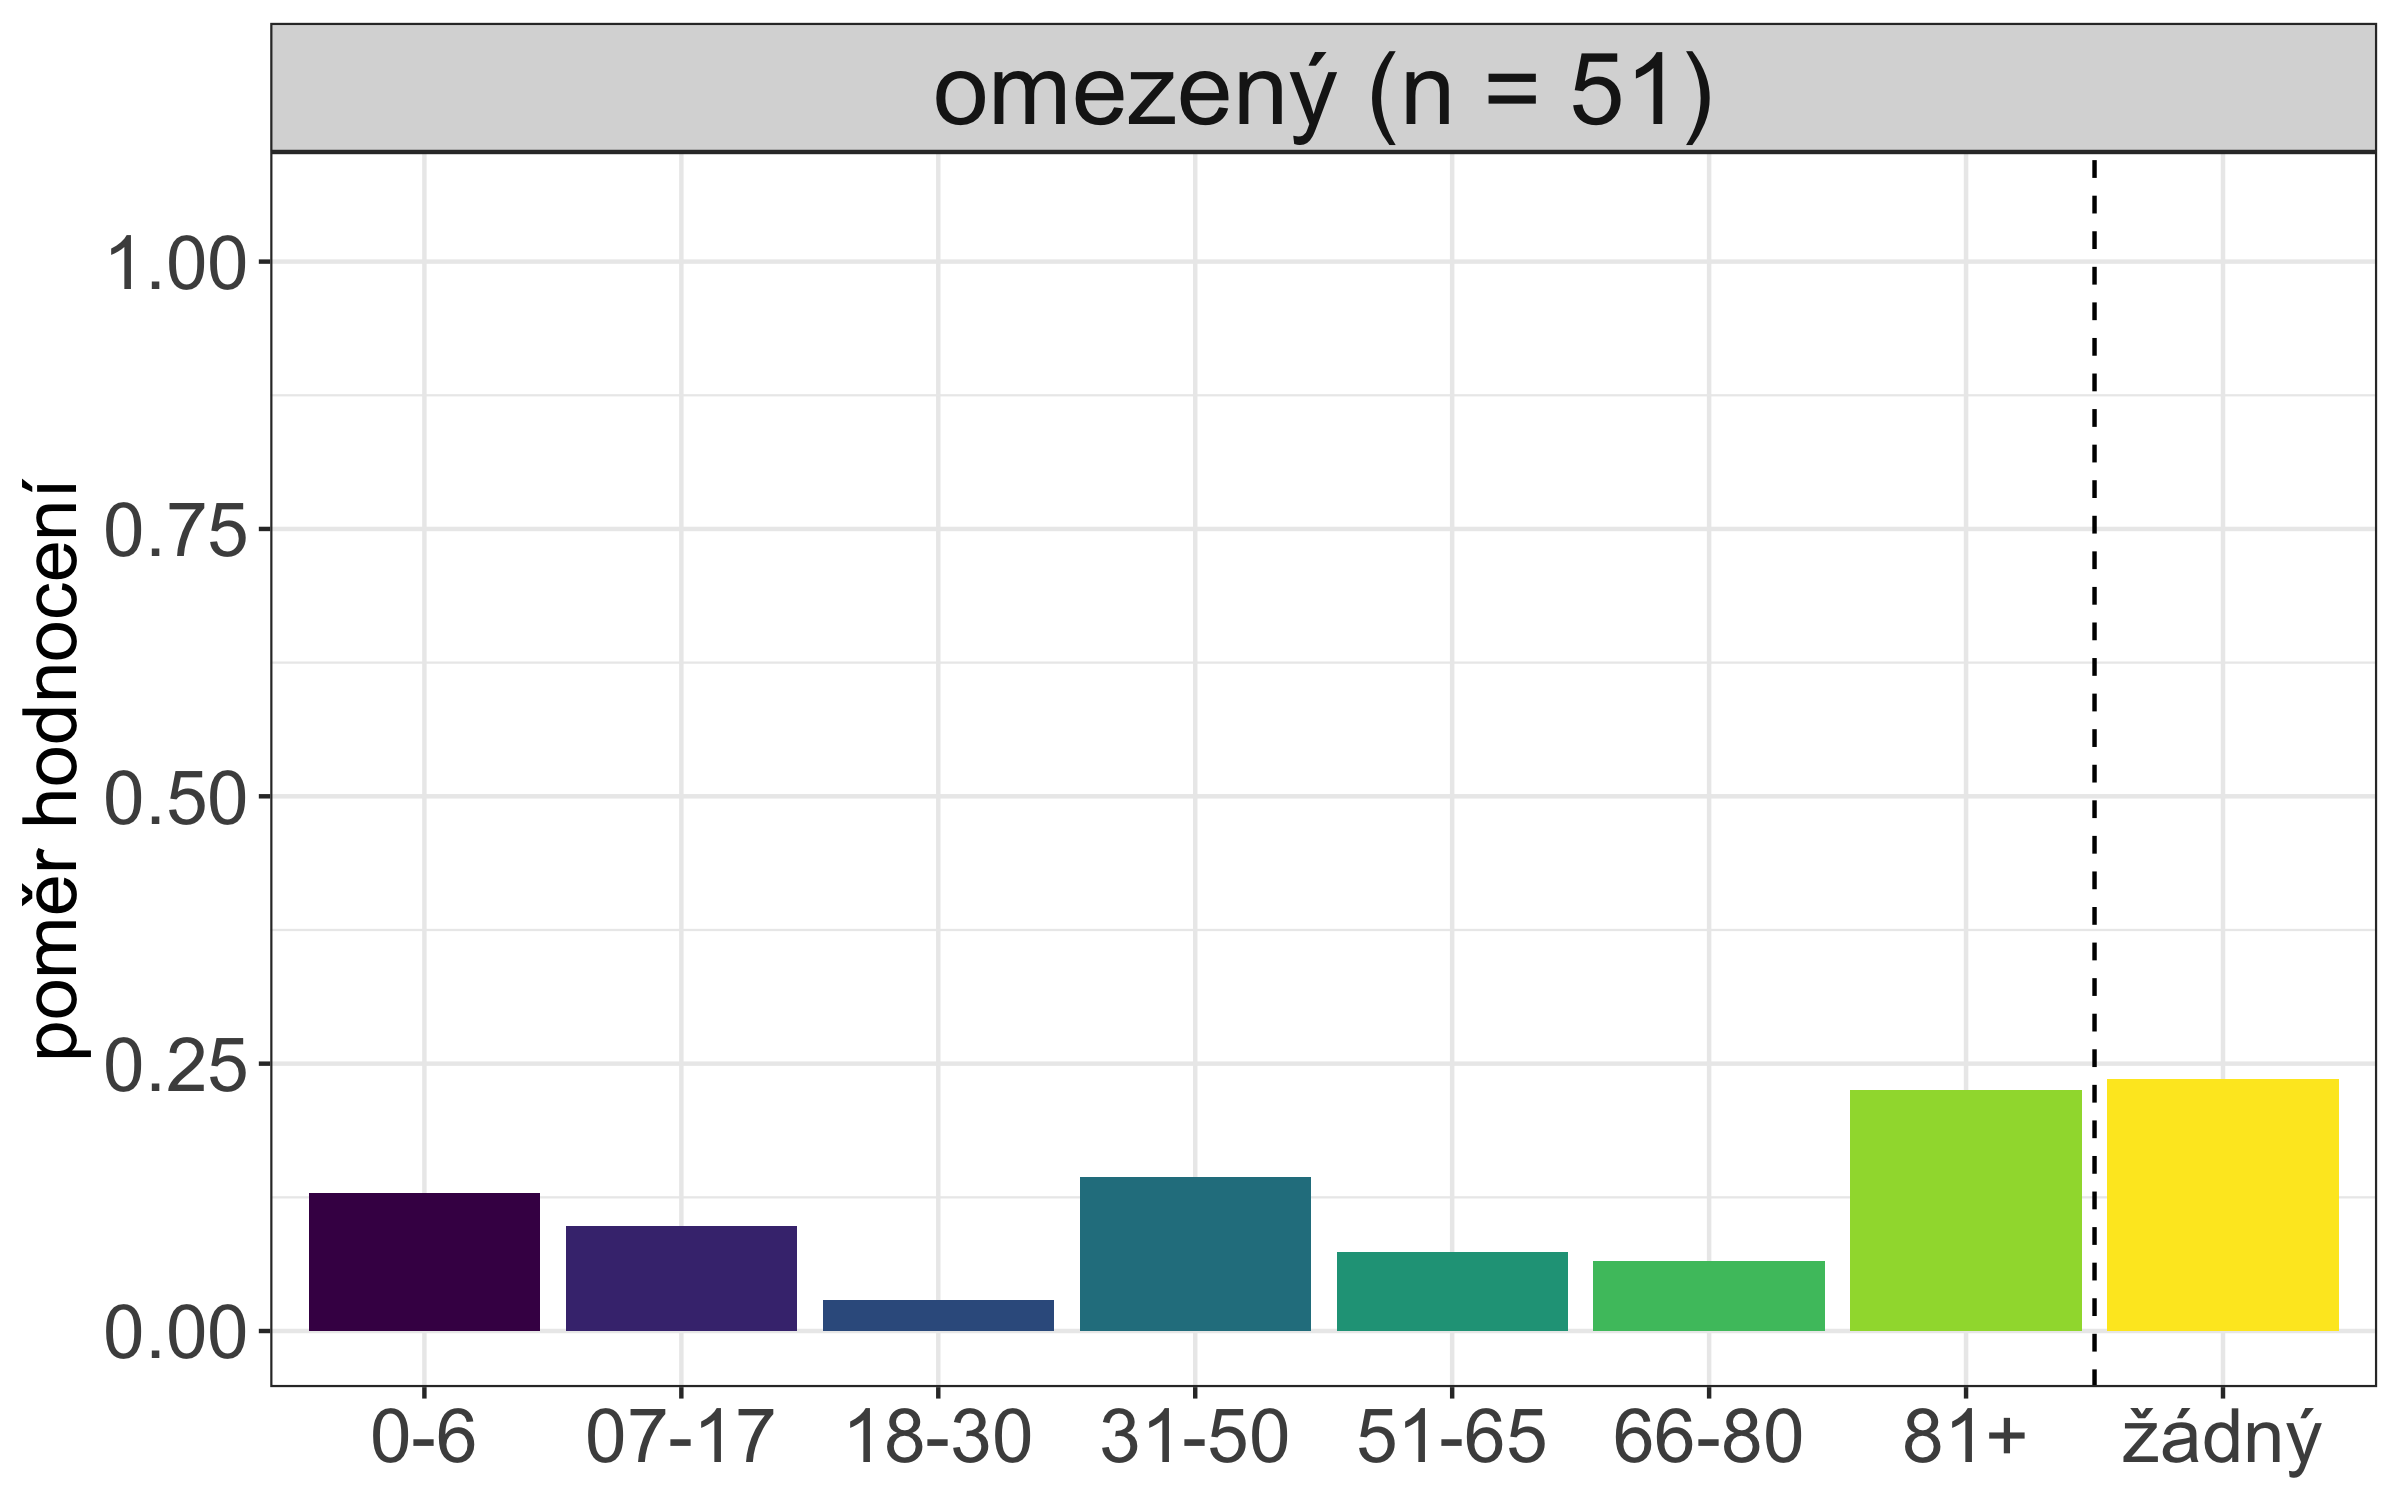 omezený (n = 51)
poměr hodnocení
1.00
0.75
0.50
0.25
0.00
0-6 07-17 18-30 31-50 51-65 66-80 81+ žádný